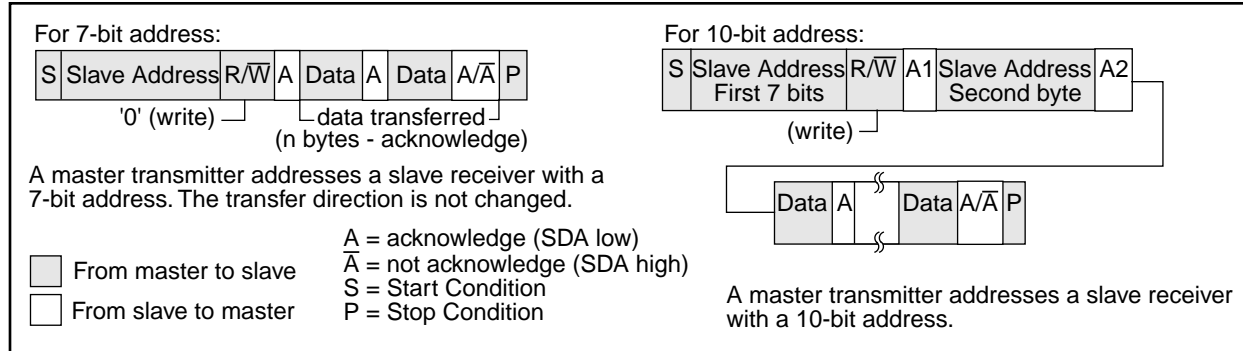 For 7-bit address:
S Slave Address R/W̅ A Data A Data A/A̅ P
'0' (write)
data transferred
(n bytes - acknowledge)
A master transmitter addresses a slave receiver with a
7-bit address. The transfer direction is not changed.
From master to slave
From slave to master
A = acknowledge (SDA low)
A̅ = not acknowledge (SDA high)
S = Start Condition
P = Stop Condition
For 10-bit address:
S Slave Address R/W̅ A1 Slave Address A2
First 7 bits Second byte
(write)
Data A Data A/A̅ P
A master transmitter addresses a slave receiver
with a 10-bit address.